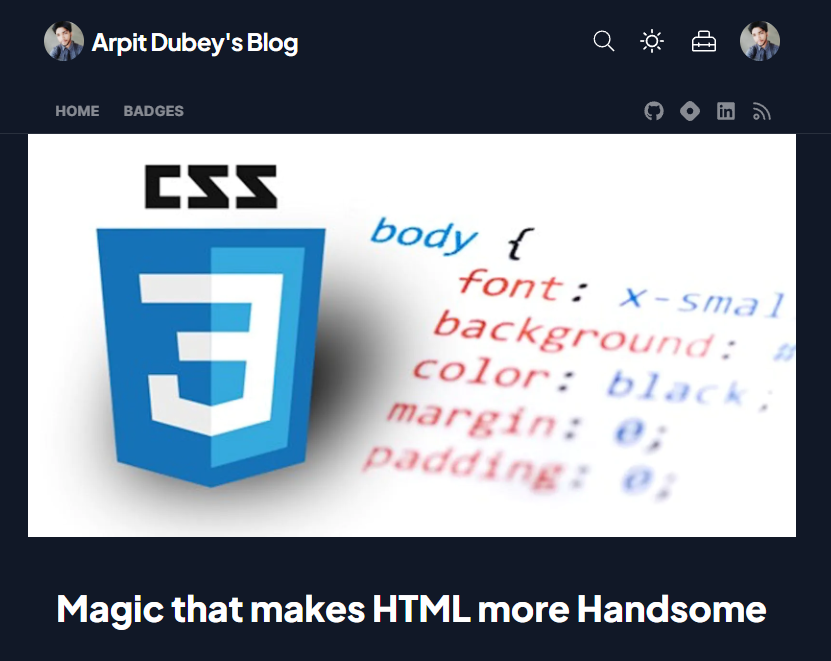 Arpit Dubey's Blog
HOME BADGES
CSS
3
body {
font: x-smal
background: #
color: black;
margin: 0;
padding: 0;
Magic that makes HTML more Handsome